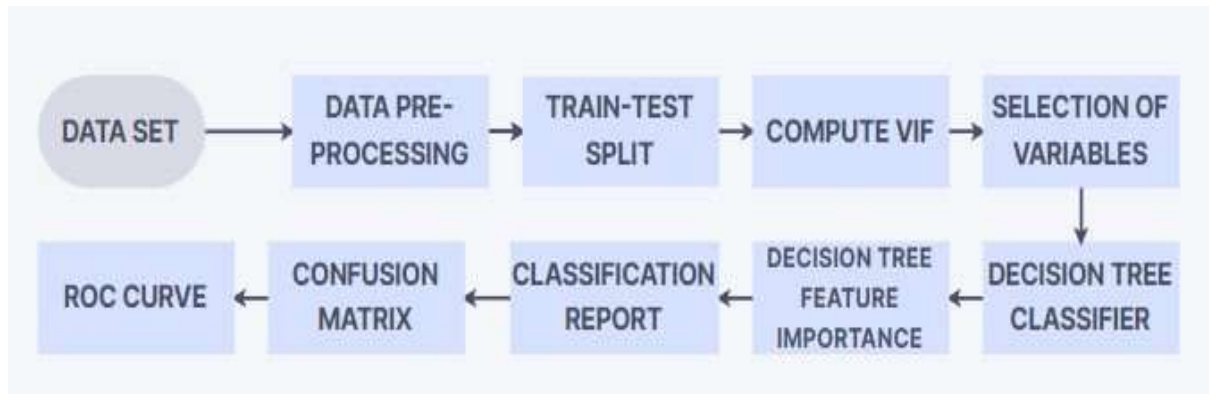 DATA SET
DATA PRE-
PROCESSING
TRAIN-TEST
SPLIT
COMPUTE VIF
SELECTION OF
VARIABLES
DECISION TREE
CLASSIFIER
DECISION TREE
FEATURE
IMPORTANCE
CLASSIFICATION
REPORT
CONFUSION
MATRIX
ROC CURVE